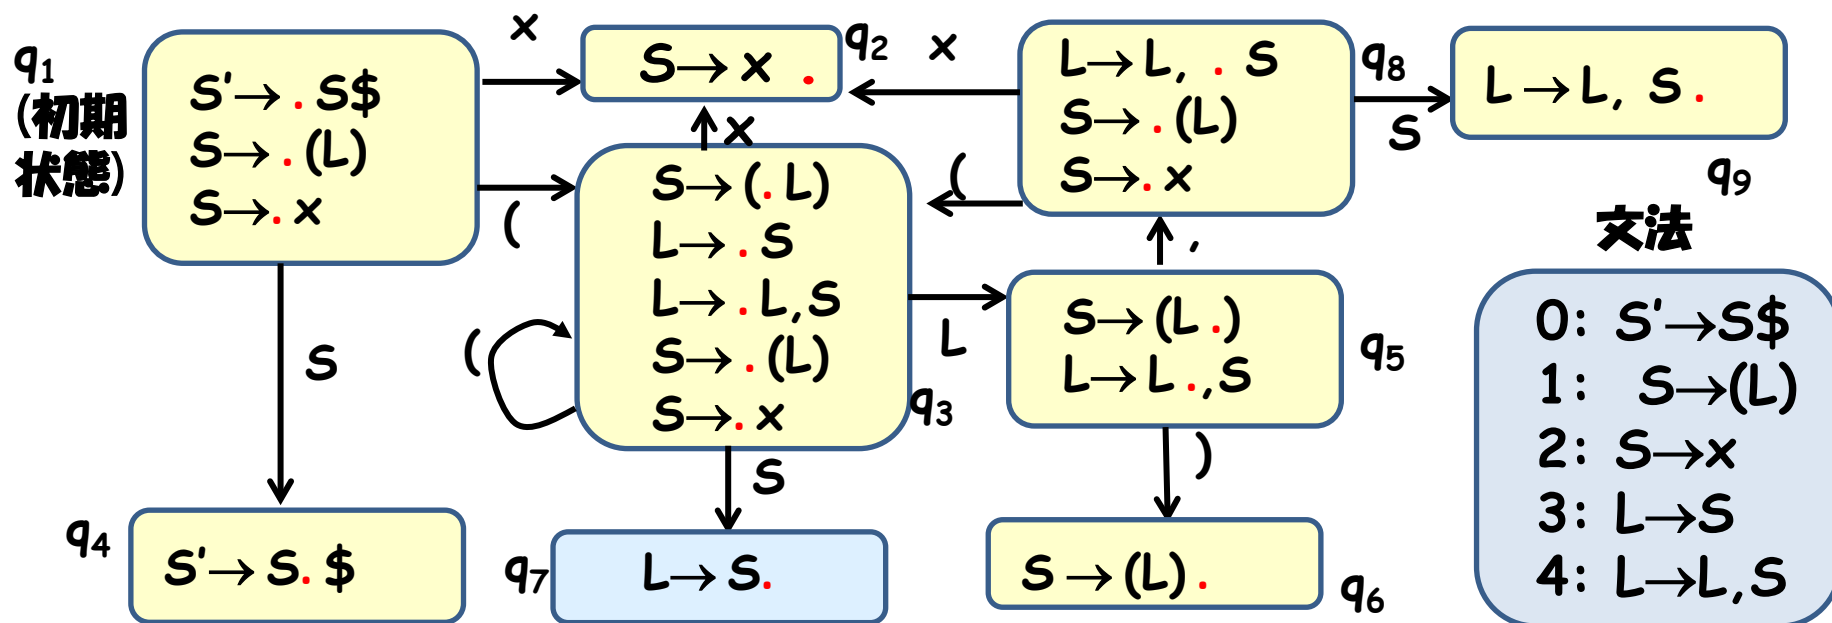 q1
(初期
状態)
S'→ . S$
S→ . (L)
S→. x
x
(
S
q2
S→ x .
x
x
q3
S→(. L)
L→ . S
L→ . L,S
S→ . (L)
S→. x
(
S
L
q4
S'→ S. $
q7
L→ S.
q8
L→L, . S
S→ . (L)
S→. x
(
S
,
q5
S→(L .)
L→L .,S
)
q6
S →(L) .
q9
L →L, S .
文法
0: S'→S$
1: S→(L)
2: S→x
3: L→S
4: L→L,S